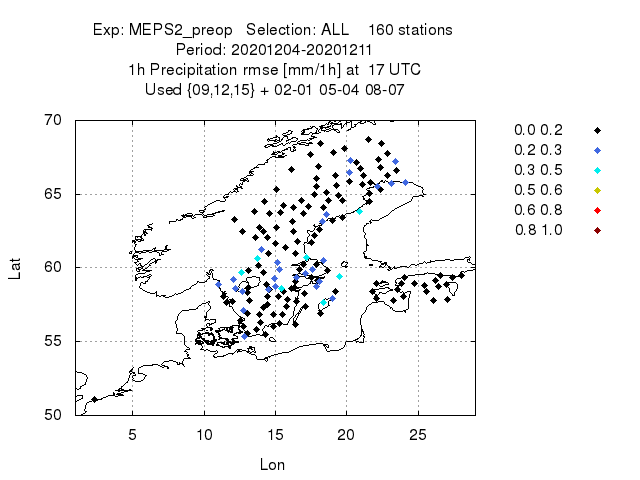 Exp: MEPS2_preop   Selection: ALL    160 stations
Period: 20201204-20201211
1h Precipitation rmse [mm/1h] at  17 UTC
Used {09,12,15} + 02-01 05-04 08-07
0.0 0.2
0.2 0.3
0.3 0.5
0.5 0.6
0.6 0.8
0.8 1.0
70
65
60
55
50
Lat
5 10 15 20 25
Lon